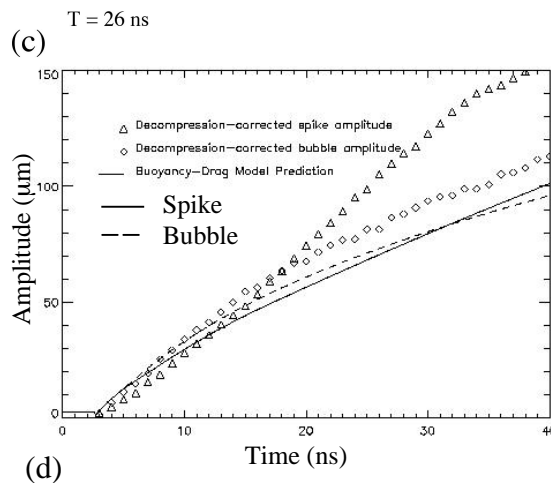 T = 26 ns
(c)
150
Decompression-corrected spike amplitude
Decompression-corrected bubble amplitude
Buoyancy-Drag Model Prediction
100
Spike
Bubble
Amplitude (μm)
50
0
0 10 20 30 40
Time (ns)
(d)